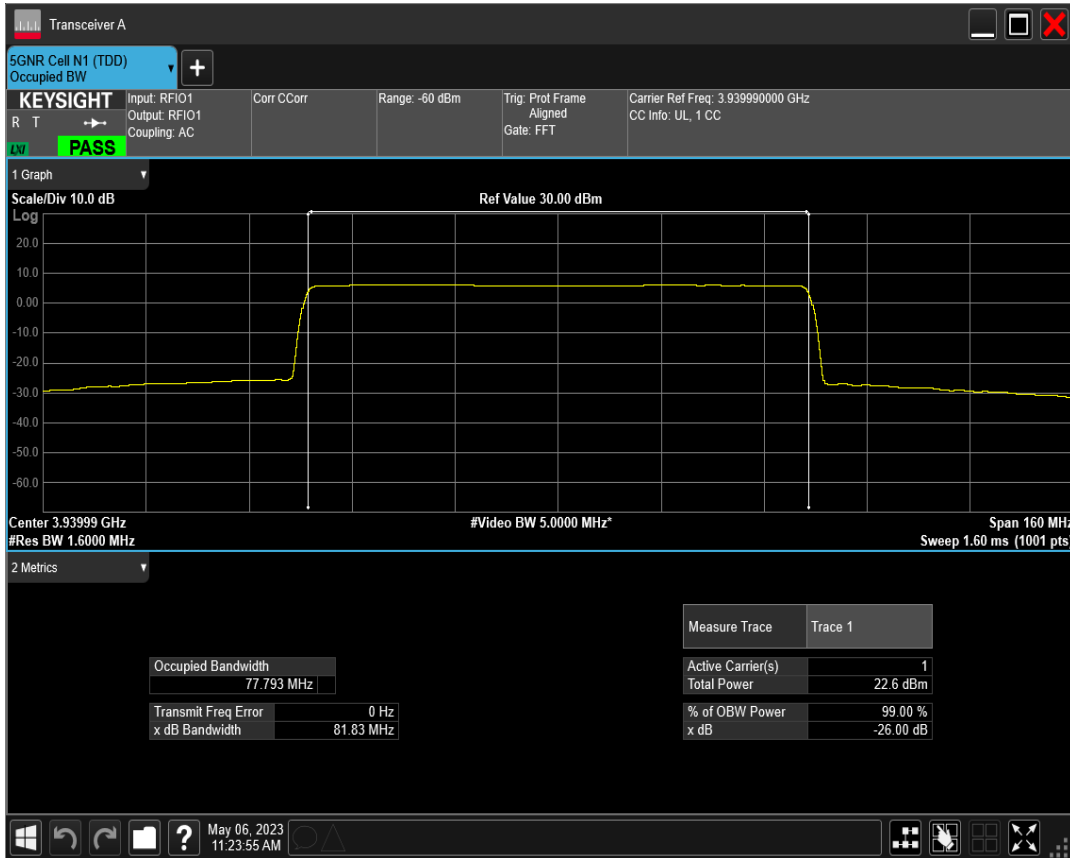 Transceiver A
5GNR Cell N1 (TDD)
Occupied BW
+
KEYSIGHT Input: RFIO1 Corr CCorr Range: -60 dBm Trig: Prot Frame Carrier Ref Freq: 3.939990000 GHz
R T Output: RFIO1 Aligned CC Info: UL, 1 CC
Coupling: AC Gate: FFT
LXI PASS
1 Graph
Scale/Div 10.0 dB Ref Value 30.00 dBm
Log
20.0
10.0
0.00
-10.0
-20.0
-30.0
-40.0
-50.0
-60.0
Center 3.93999 GHz #Video BW 5.0000 MHz* Span 160 MHz
#Res BW 1.6000 MHz Sweep 1.60 ms (1001 pts)
2 Metrics
Measure Trace Trace 1
Occupied Bandwidth Active Carrier(s) 1
77.793 MHz Total Power 22.6 dBm
Transmit Freq Error 0 Hz % of OBW Power 99.00 %
x dB Bandwidth 81.83 MHz x dB -26.00 dB
? May 06, 2023
11:23:55 AM